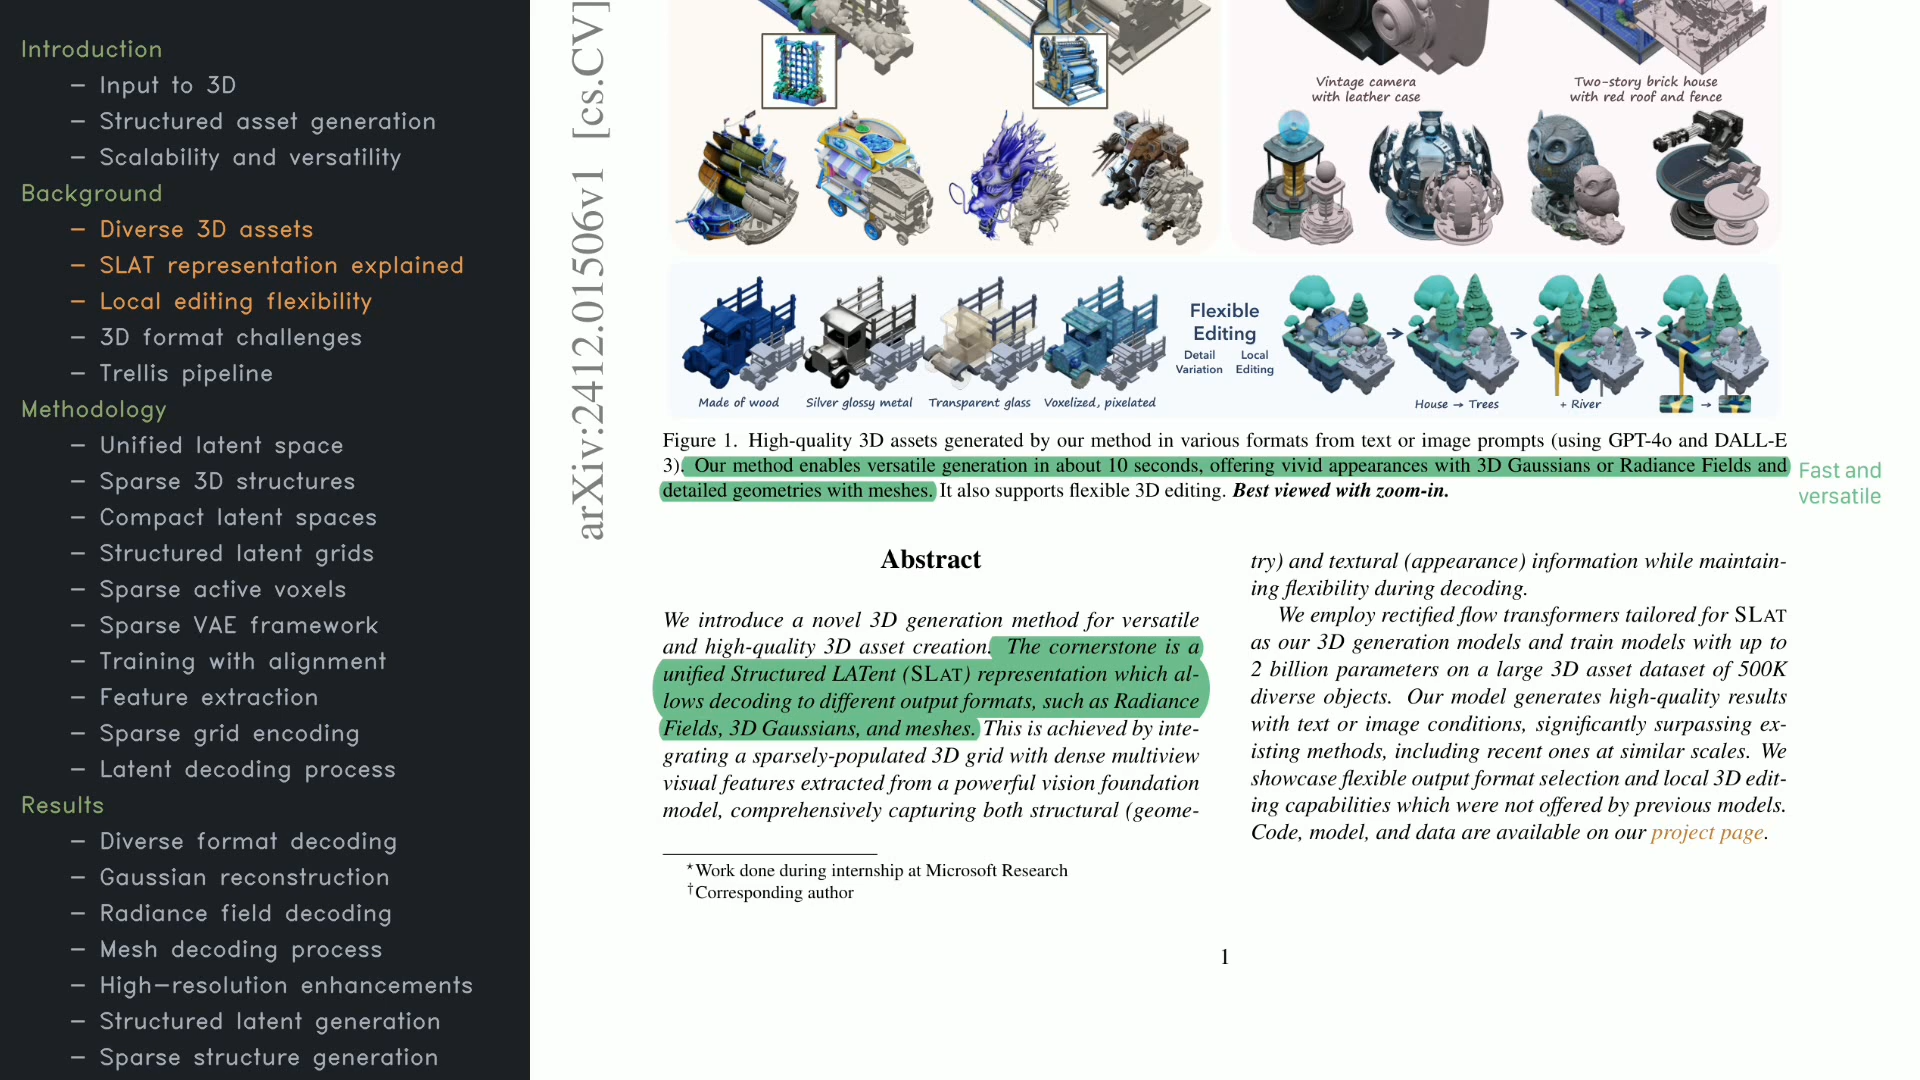 Introduction
– Input to 3D
– Structured asset generation
– Scalability and versatility
Background
– Diverse 3D assets
– SLAT representation explained
– Local editing flexibility
– 3D format challenges
– Trellis pipeline
Methodology
– Unified latent space
– Sparse 3D structures
– Compact latent spaces
– Structured latent grids
– Sparse active voxels
– Sparse VAE framework
– Training with alignment
– Feature extraction
– Sparse grid encoding
– Latent decoding process
Results
– Diverse format decoding
– Gaussian reconstruction
– Radiance field decoding
– Mesh decoding process
– High-resolution enhancements
– Structured latent generation
– Sparse structure generation
arXiv:2412.01506v1 [cs.CV]
Vintage camera
with leather case
Two-story brick house
with red roof and fence
Made of wood
Silver glossy metal
Transparent glass
Voxelized, pixelated
Flexible
Editing
Detail
Variation
Local
Editing
House → Trees
+ River
Figure 1. High-quality 3D assets generated by our method in various formats from text or image prompts (using GPT-4o and DALL-E
3). Our method enables versatile generation in about 10 seconds, offering vivid appearances with 3D Gaussians or Radiance Fields and
detailed geometries with meshes. It also supports flexible 3D editing. Best viewed with zoom-in.
Fast and
versatile
Abstract
We introduce a novel 3D generation method for versatile
and high-quality 3D asset creation. The cornerstone is a
unified Structured LATent (SLAT) representation which al-
lows decoding to different output formats, such as Radiance
Fields, 3D Gaussians, and meshes. This is achieved by inte-
grating a sparsely-populated 3D grid with dense multiview
visual features extracted from a powerful vision foundation
model, comprehensively capturing both structural (geome-
*Work done during internship at Microsoft Research
†Corresponding author
try) and textural (appearance) information while maintain-
ing flexibility during decoding.
We employ rectified flow transformers tailored for SLAT
as our 3D generation models and train models with up to
2 billion parameters on a large 3D asset dataset of 500K
diverse objects. Our model generates high-quality results
with text or image conditions, significantly surpassing ex-
isting methods, including recent ones at similar scales. We
showcase flexible output format selection and local 3D edit-
ing capabilities which were not offered by previous models.
Code, model, and data are available on our project page.
1